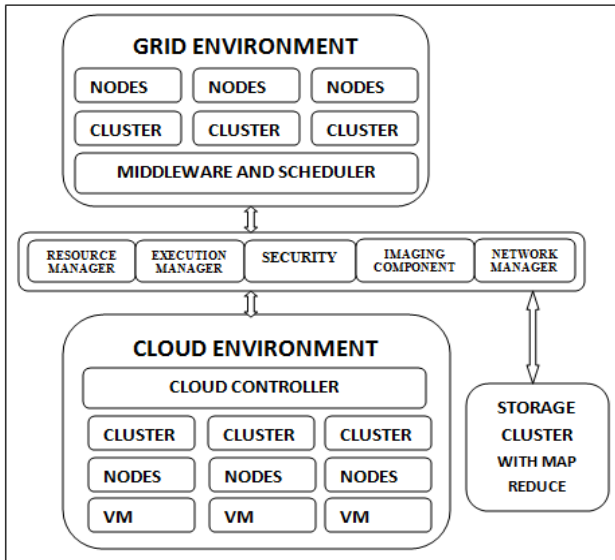 GRID ENVIRONMENT
NODES NODES NODES
CLUSTER CLUSTER CLUSTER
MIDDLEWARE AND SCHEDULER
RESOURCE
MANAGER
EXECUTION
MANAGER
SECURITY
IMAGING
COMPONENT
NETWORK
MANAGER
CLOUD ENVIRONMENT
CLOUD CONTROLLER
CLUSTER CLUSTER CLUSTER
NODES NODES NODES
VM VM VM
STORAGE
CLUSTER
WITH MAP
REDUCE